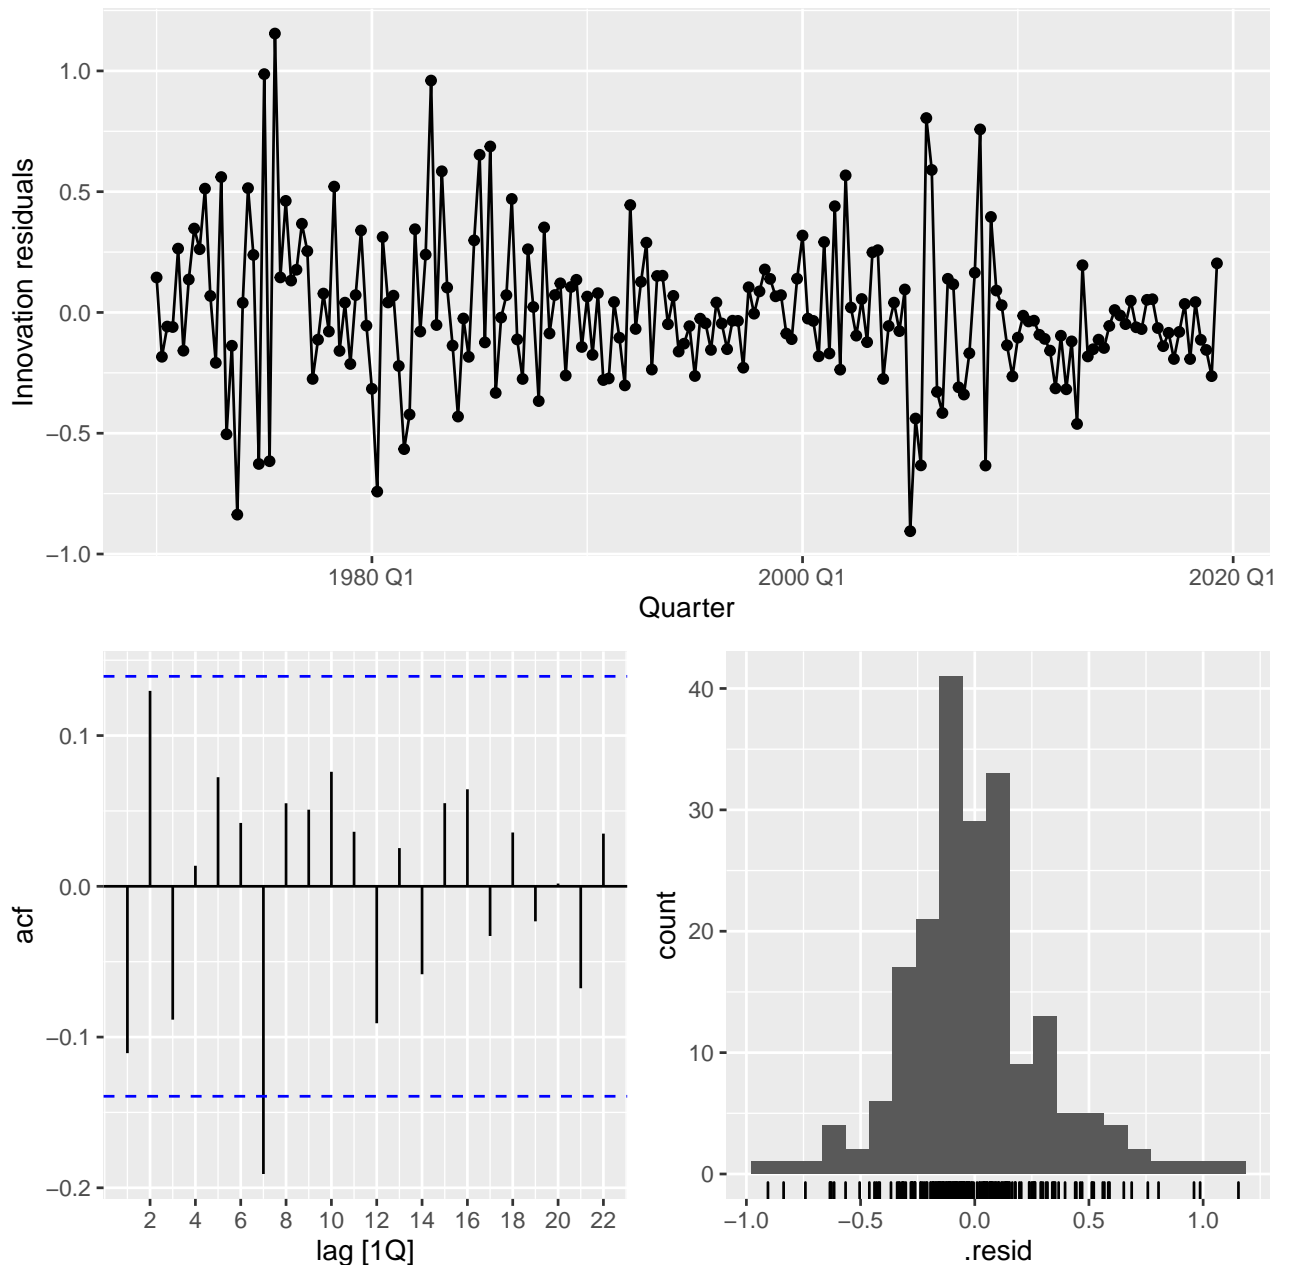 Innovation residuals
1.0
0.5
0.0
−0.5
−1.0
1980 Q1
2000 Q1
2020 Q1
Quarter
acf
0.1
0.0
−0.1
−0.2
2 4 6 8 10 12 14 16 18 20 22
lag [1Q]
count
40
30
20
10
0
−1.0 −0.5 0.0 0.5 1.0
.resid